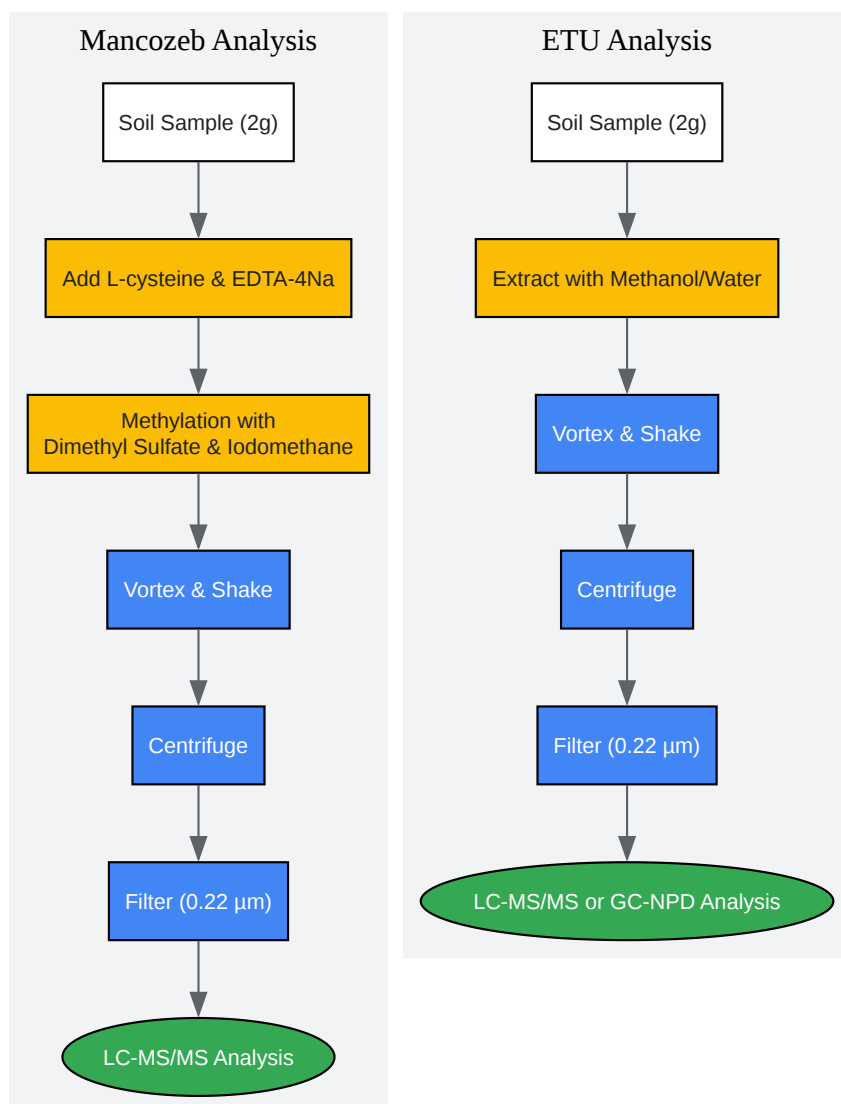 Mancozeb Analysis
Soil Sample (2g)
Add L-cysteine & EDTA-4Na
Methylation with
Dimethyl Sulfate & Iodomethane
Vortex & Shake
Centrifuge
Filter (0.22 µm)
LC-MS/MS Analysis
ETU Analysis
Soil Sample (2g)
Extract with Methanol/Water
Vortex & Shake
Centrifuge
Filter (0.22 µm)
LC-MS/MS or GC-NPD Analysis